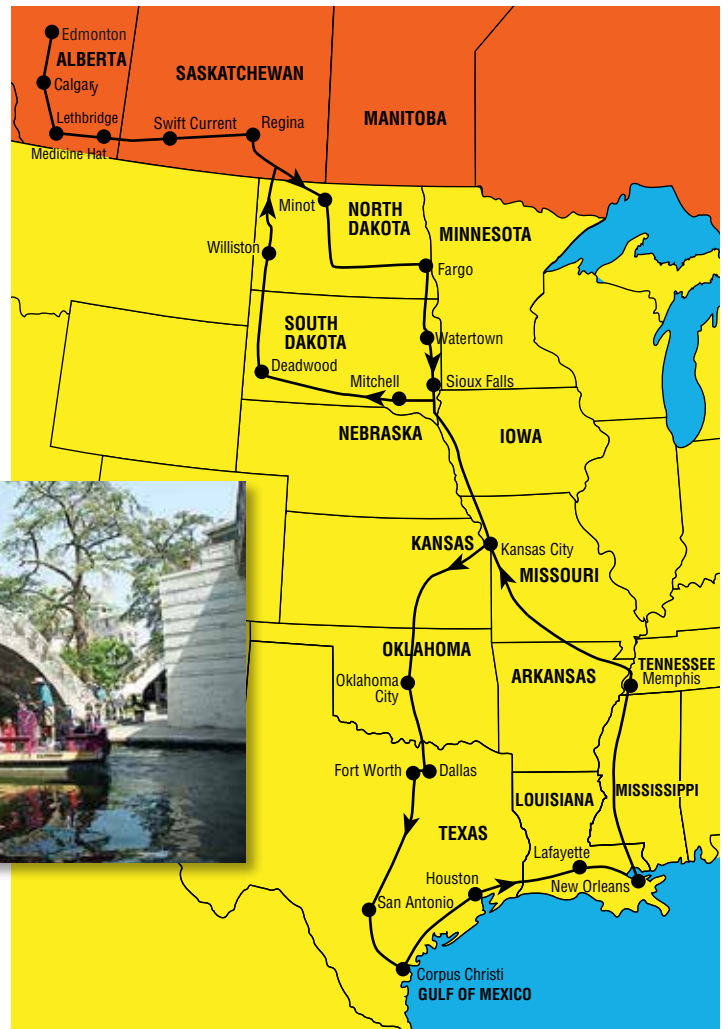 Edmonton
ALBERTA
Calgary
SASKATCHEWAN
Lethbridge
Swift Current
Regina
MANITOBA
Medicine Hat
Minot
NORTH
DAKOTA
MINNESOTA
Williston
Fargo
SOUTH
DAKOTA
Watertown
Deadwood
Mitchell
Sioux Falls
NEBRASKA
IOWA
KANSAS
Kansas City
MISSOURI
OKLAHOMA
Oklahoma
City
ARKANSAS
TENNESSEE
Memphis
Fort Worth
Dallas
LOUISIANA
MISSISSIPPI
TEXAS
Lafayette
Houston
New Orleans
San Antonio
Corpus Christi
GULF OF MEXICO